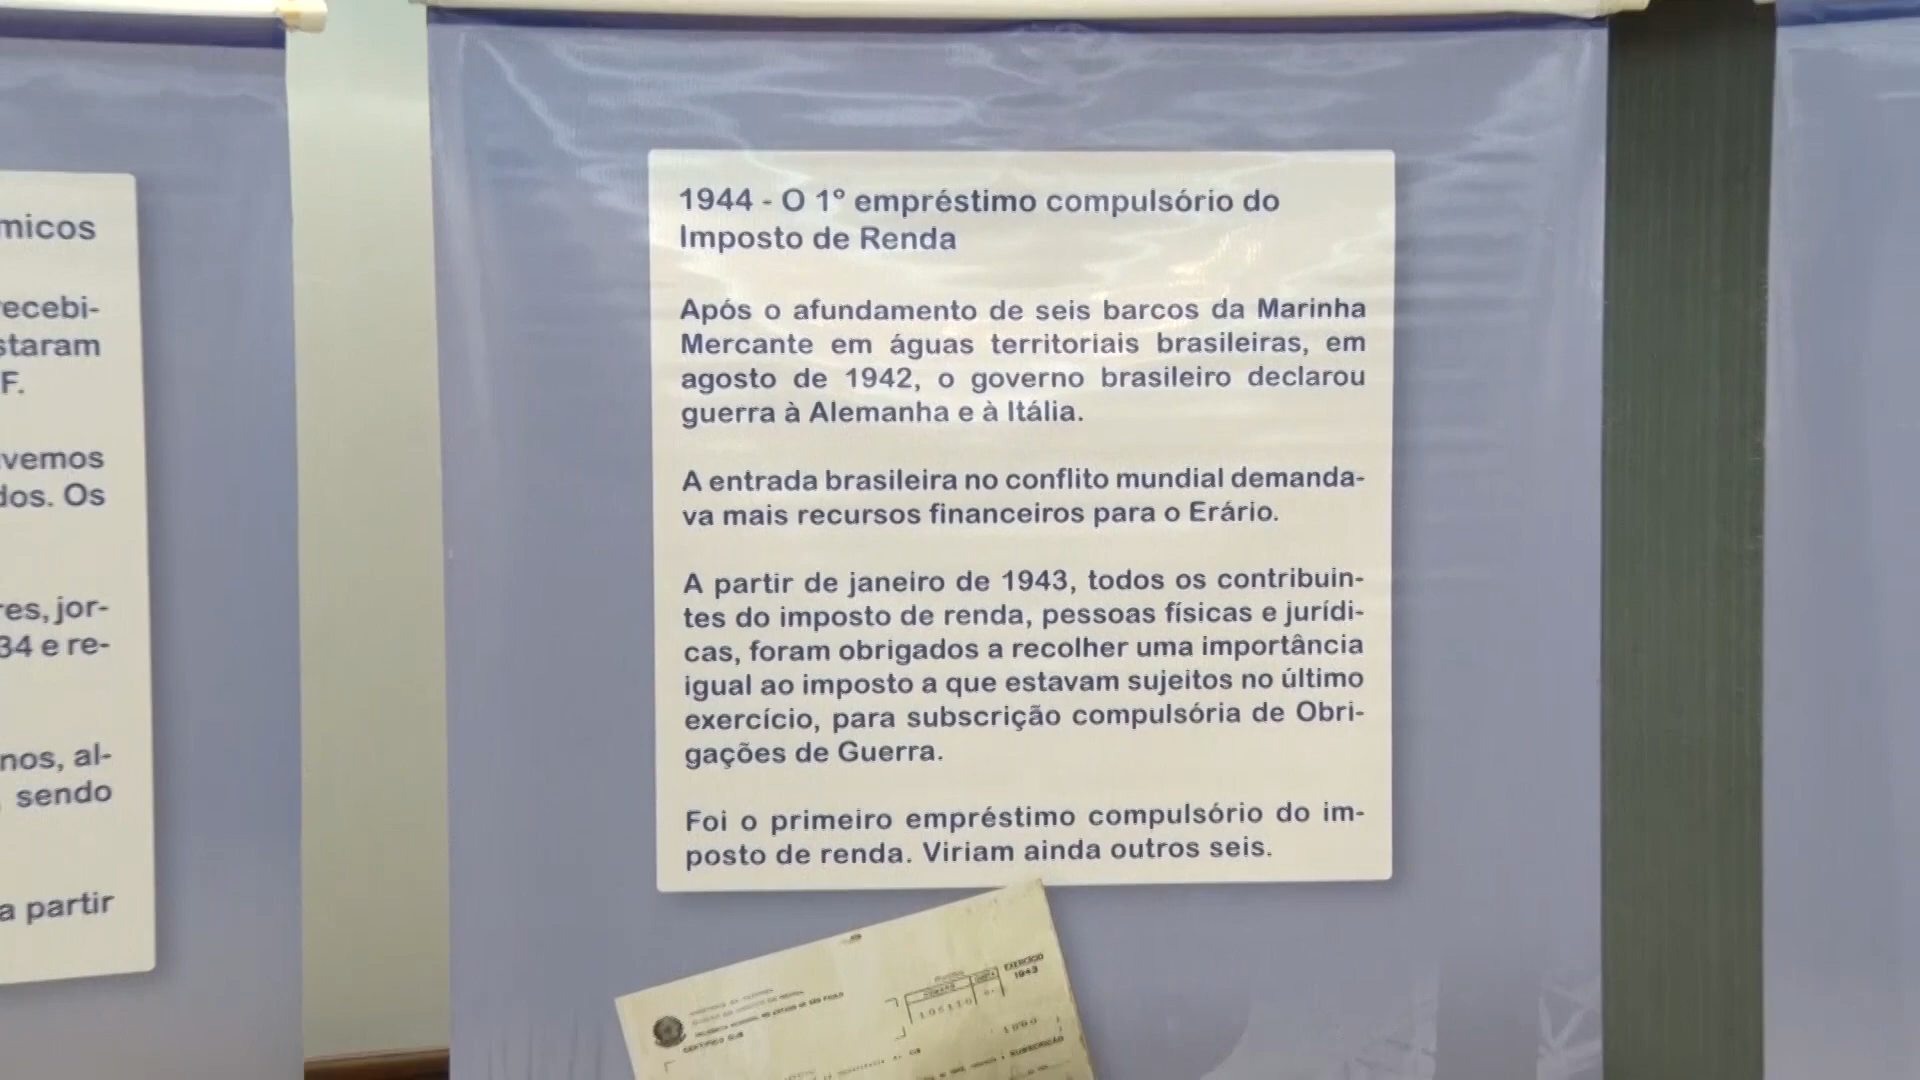 micos
recebi-
staram
F.
vemos
dos. Os
res, jor-
34 e re-
nos, al-
sendo
a partir
1944 - O 1º empréstimo compulsório do
Imposto de Renda
Após o afundamento de seis barcos da Marinha
Mercante em águas territoriais brasileiras, em
agosto de 1942, o governo brasileiro declarou
guerra à Alemanha e à Itália.
A entrada brasileira no conflito mundial demanda-
va mais recursos financeiros para o Erário.
A partir de janeiro de 1943, todos os contribuin-
tes do imposto de renda, pessoas físicas e jurídi-
cas, foram obrigados a recolher uma importância
igual ao imposto a que estavam sujeitos no último
exercício, para subscrição compulsória de Obri-
gações de Guerra.
Foi o primeiro empréstimo compulsório do im-
posto de renda. Viriam ainda outros seis.
EXERCÍCIO
1943
SUBSCRIÇÃO